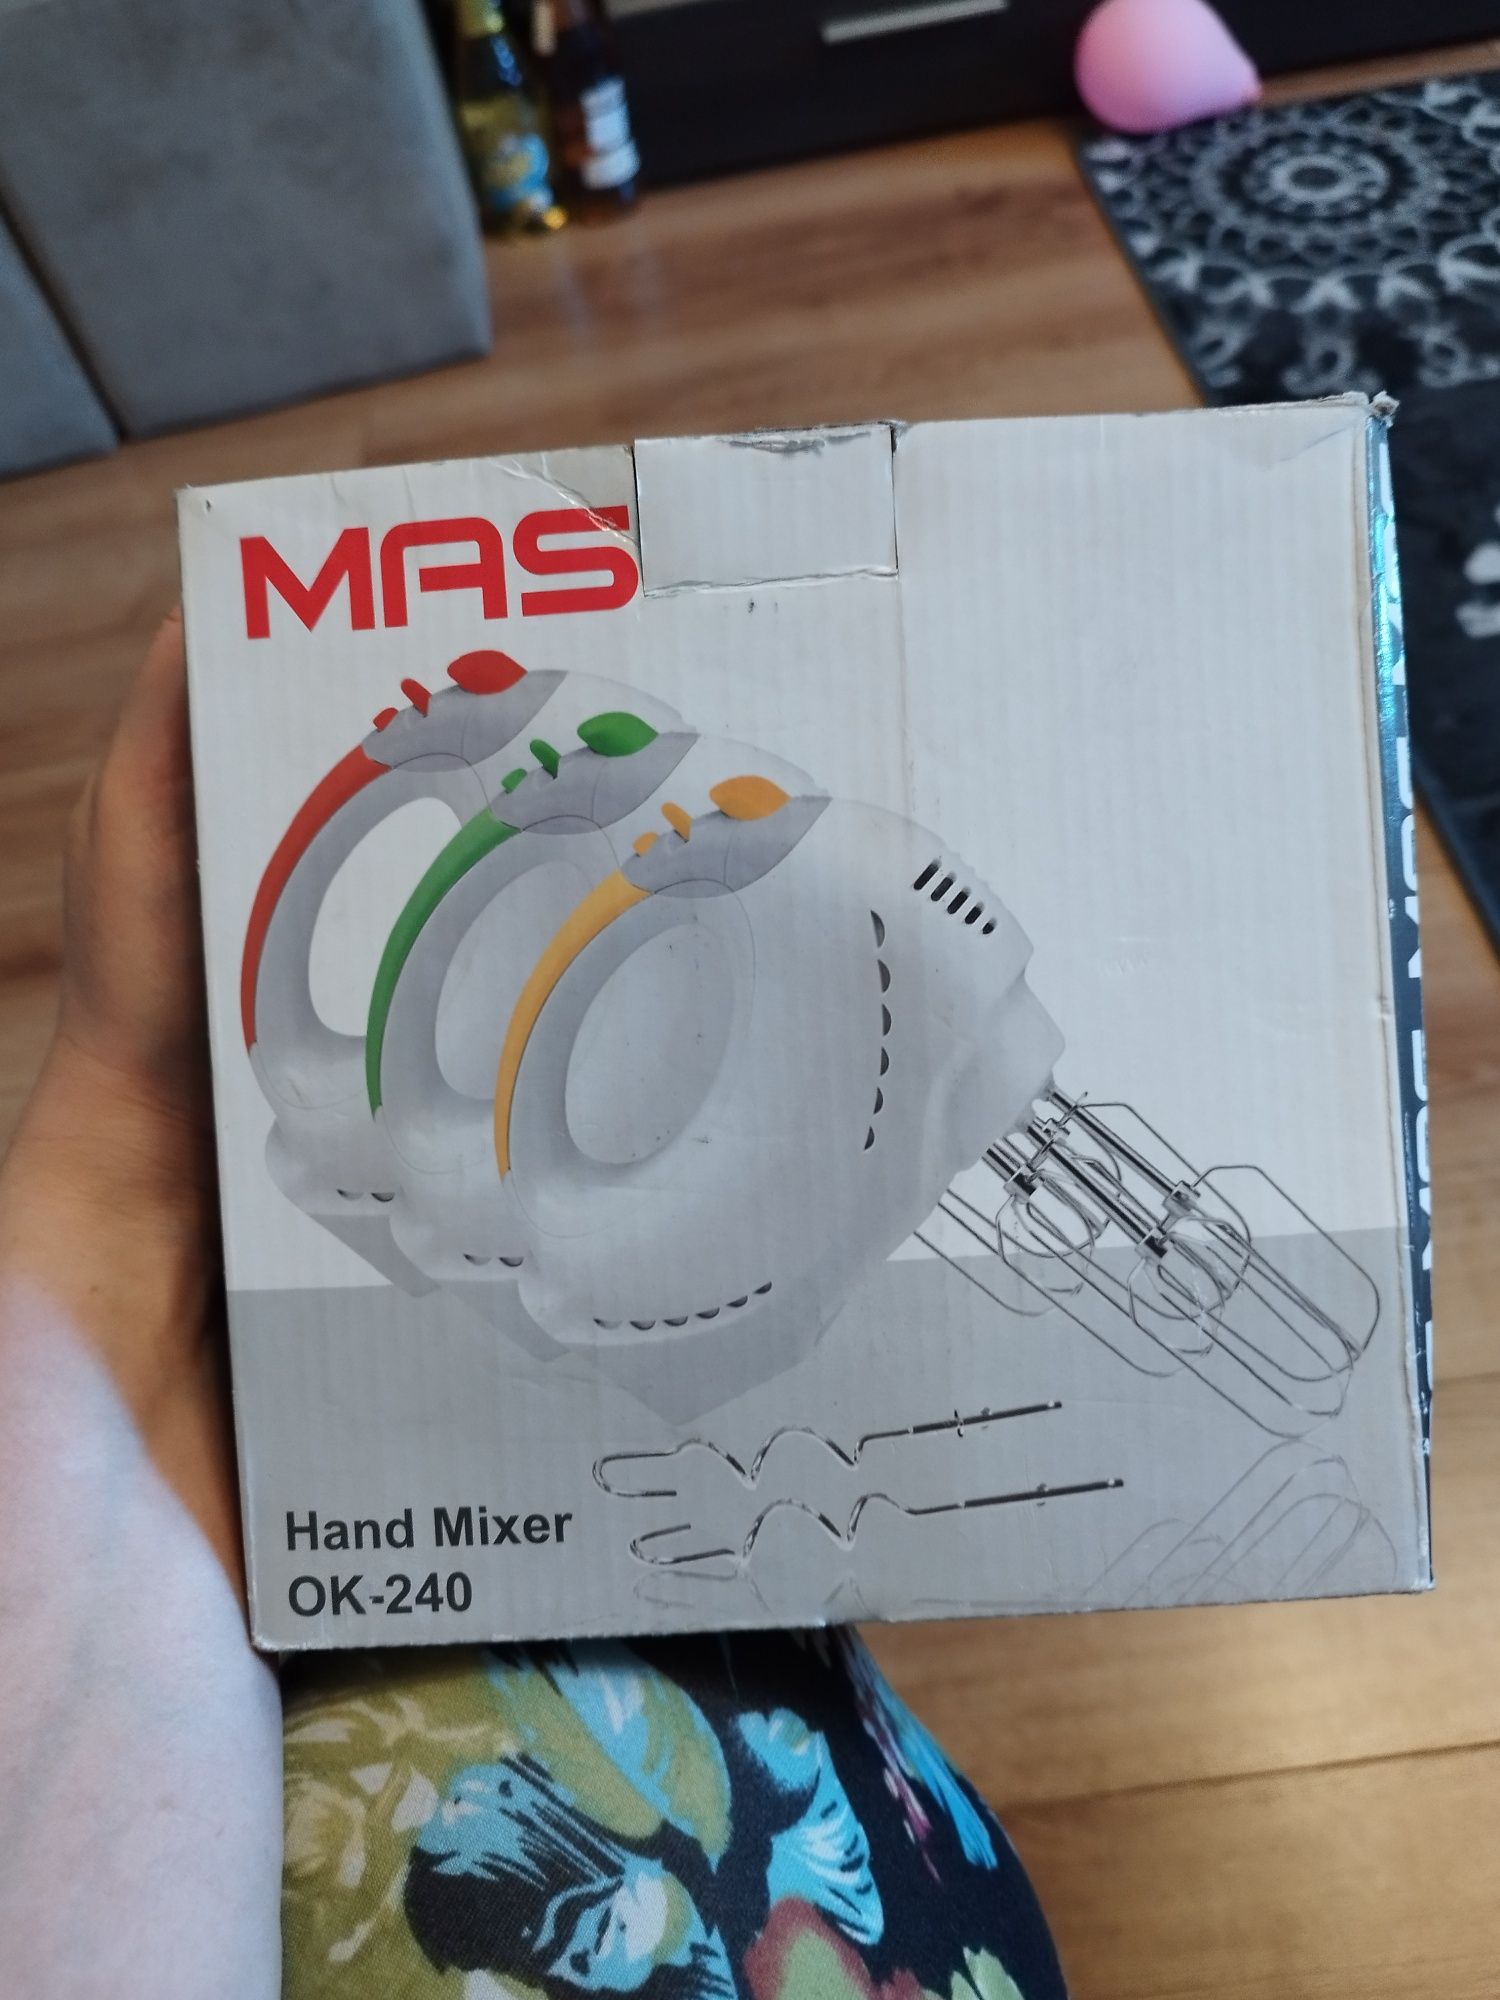 MAS
Hand Mixer
OK-240